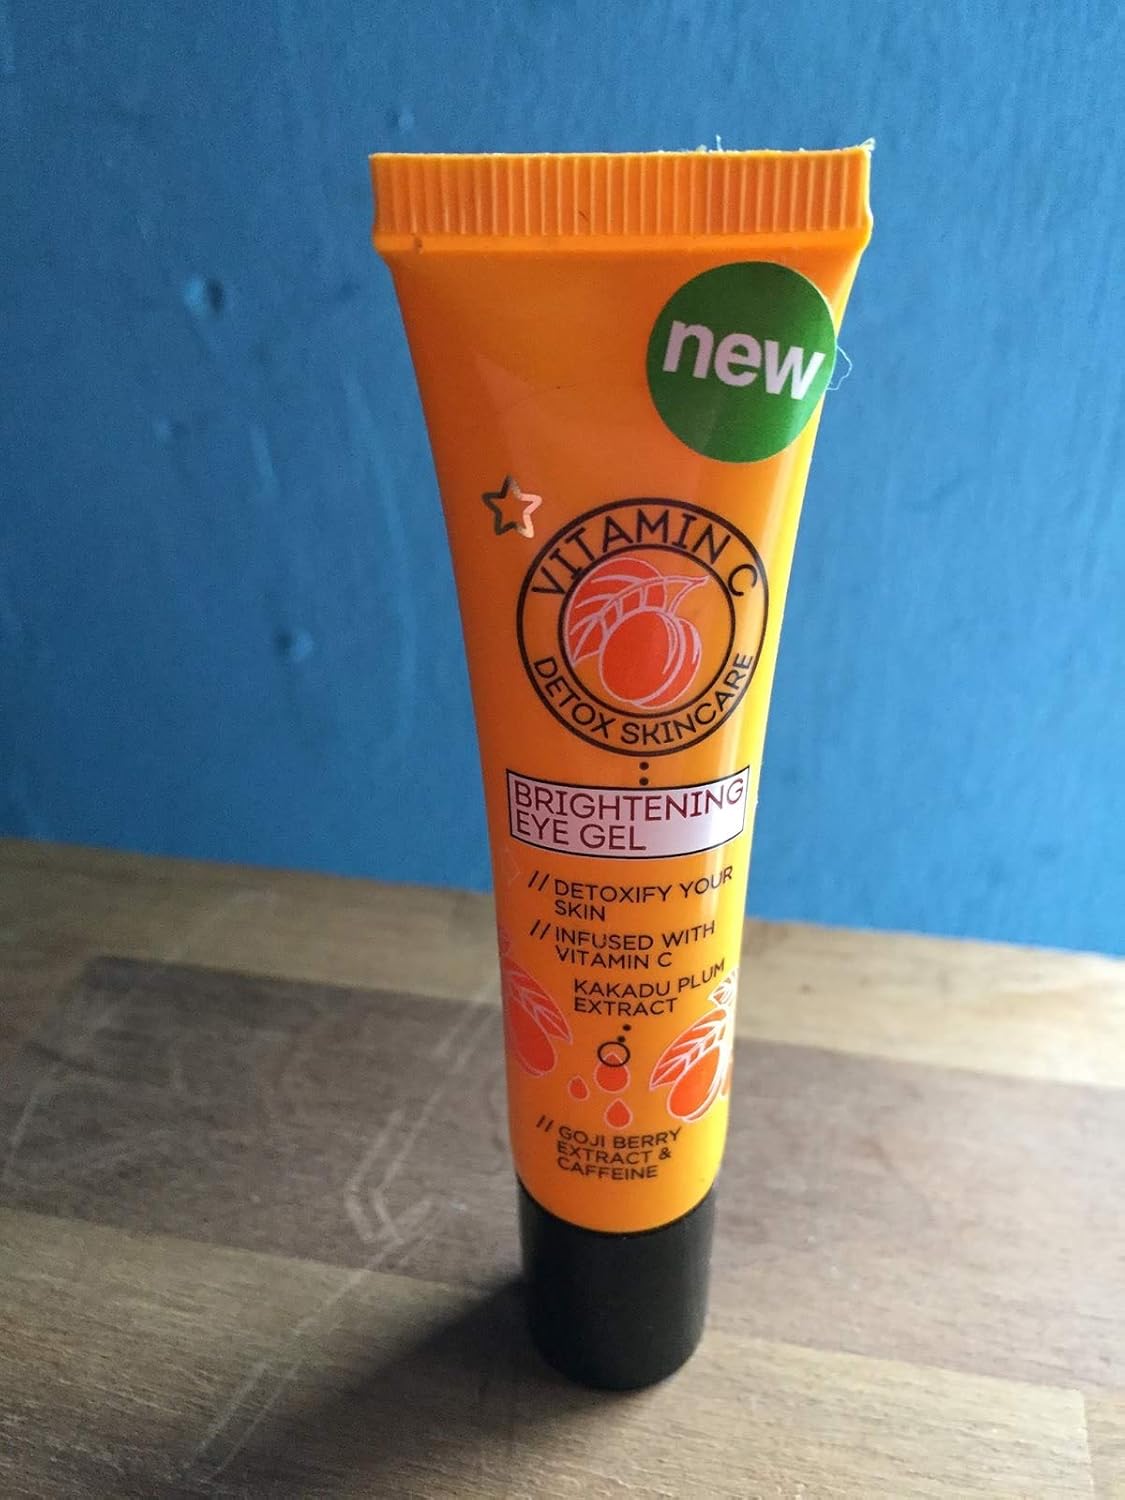 new
VITAMIN C
DETOX SKINCARE
BRIGHTENING
EYE GEL
// DETOXIFY YOUR
SKIN
// INFUSED WITH
VITAMIN C
KAKADU PLUM
EXTRACT
// GOJI BERRY
EXTRACT &
CAFFEINE